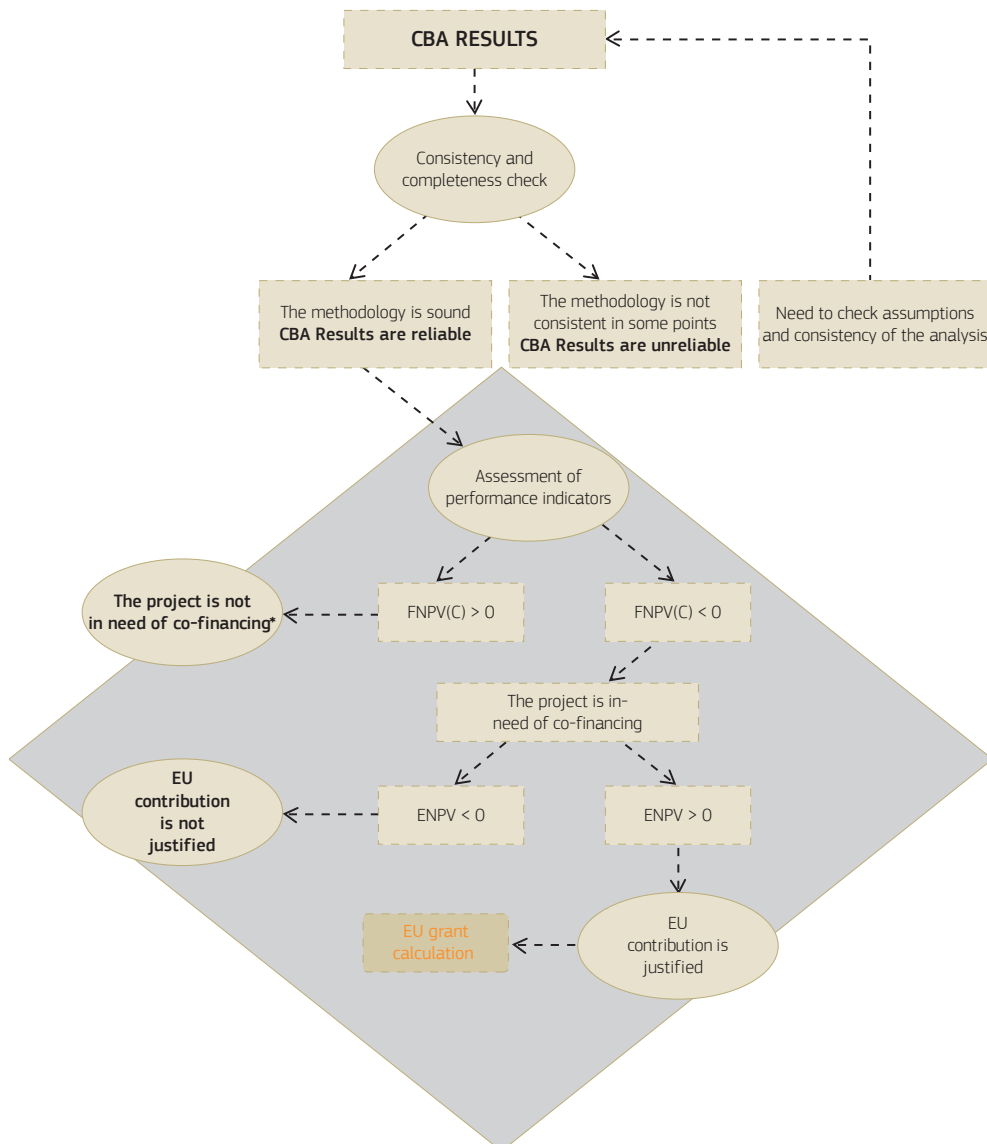 CBA RESULTS
Consistency and
completeness check
The methodology is sound
CBA Results are reliable
The methodology is not
consistent in some points
CBA Results are unreliable
Need to check assumptions
and consistency of the analysis
Assessment of
performance indicators
The project is not
in need of co-financing*
FNPV(C) > 0
FNPV(C) < 0
The project is in-
need of co-financing
EU
contribution
is not
justified
ENPV < 0
ENPV > 0
EU grant
calculation
EU
contribution is
justified